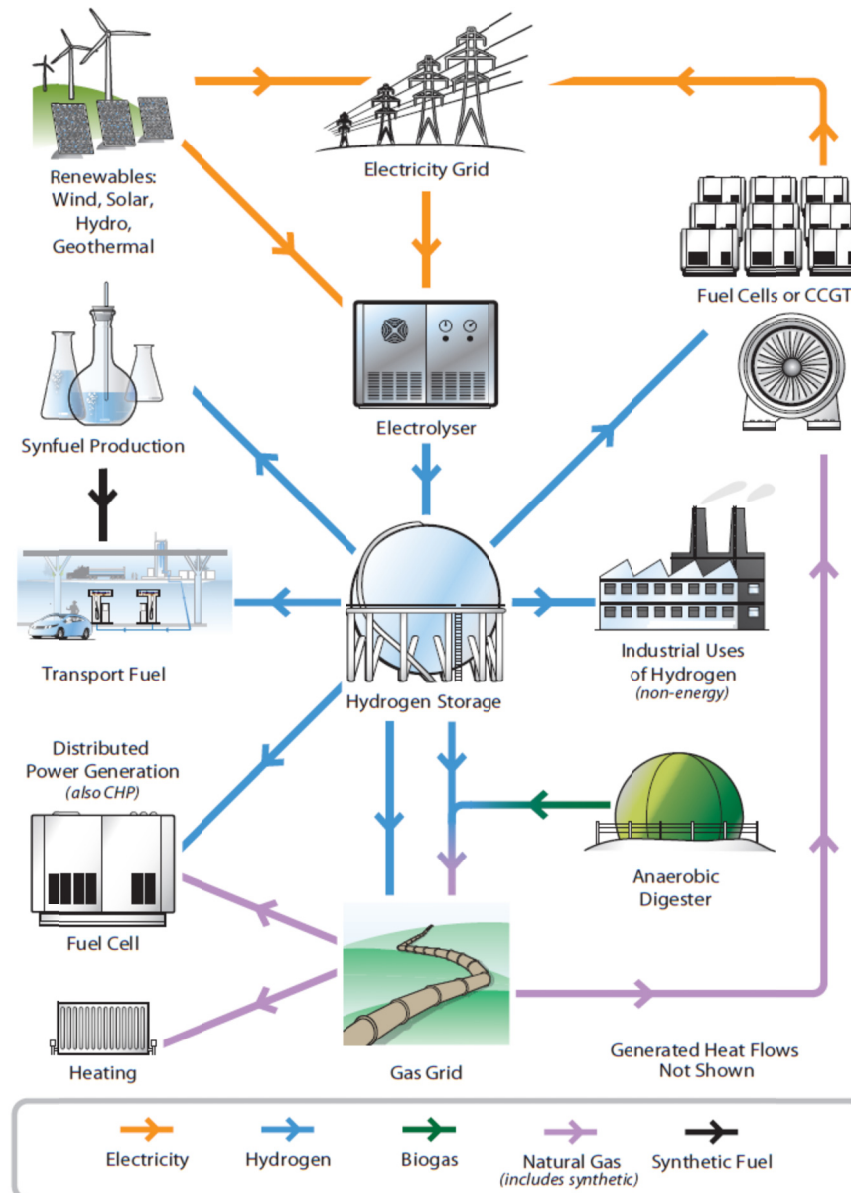 Renewables:
Wind, Solar,
Hydro,
Geothermal
Electricity Grid
Fuel Cells or CCGT
Synfuel Production
Electrolyser
Transport Fuel
Hydrogen Storage
Industrial Uses
of Hydrogen
(non-energy)
Distributed
Power Generation
(also CHP)
Fuel Cell
Anaerobic
Digester
Heating
Gas Grid
Generated Heat Flows
Not Shown
Electricity
Hydrogen
Biogas
Natural Gas
(includes synthetic)
Synthetic Fuel